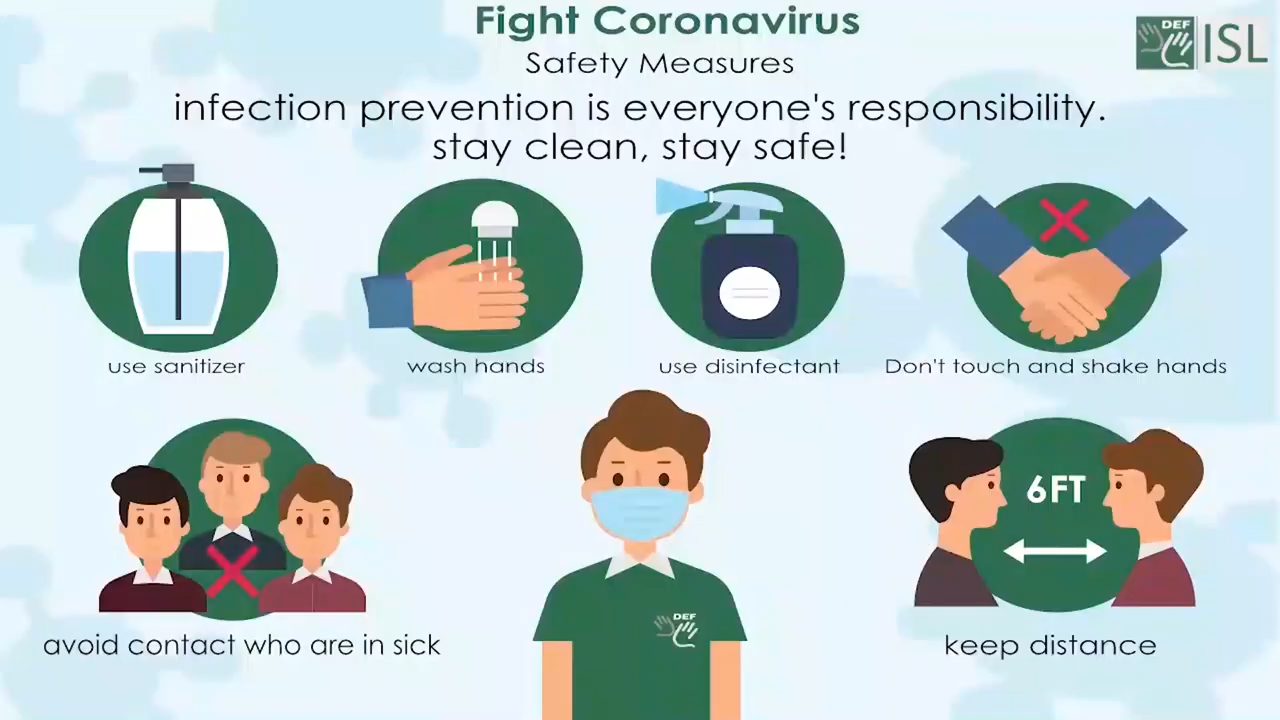 Fight Coronavirus
DEF
ISL
Safety Measures
infection prevention is everyone's responsibility.
stay clean, stay safe!
use sanitizer
wash hands
use disinfectant
Don't touch and shake hands
6FT
DEF
avoid contact who are in sick
keep distance